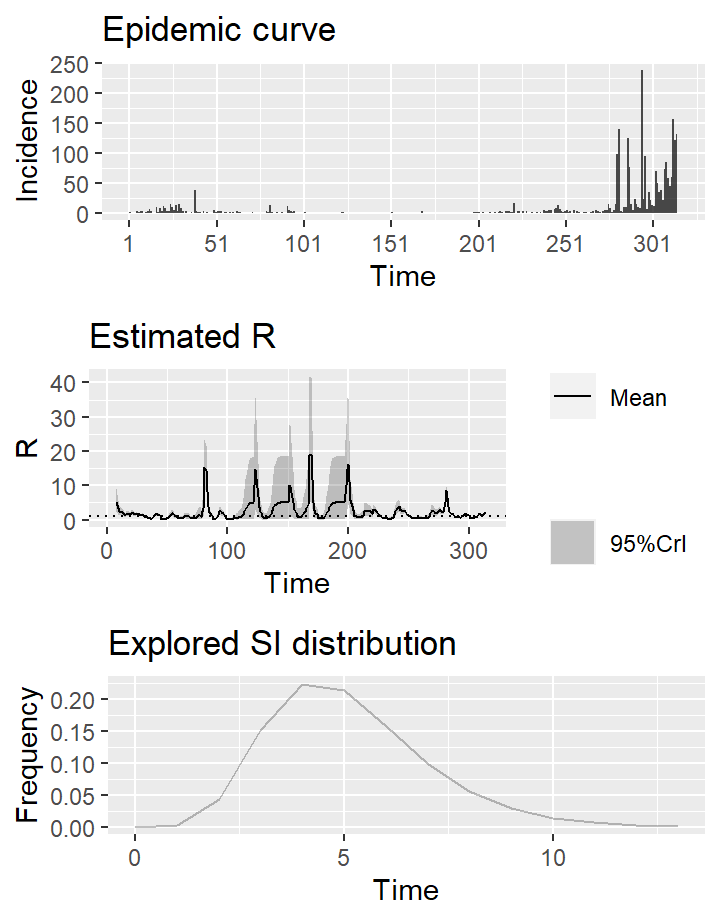 Epidemic curve
Incidence
250
200
150
100
50
0
1 51 101 151 201 251 301
Time
Estimated R
R
40
30
20
10
0
0 100 200 300
Time
Mean
95%CrI
Explored SI distribution
Frequency
0.20
0.15
0.10
0.05
0.00
0 5 10
Time